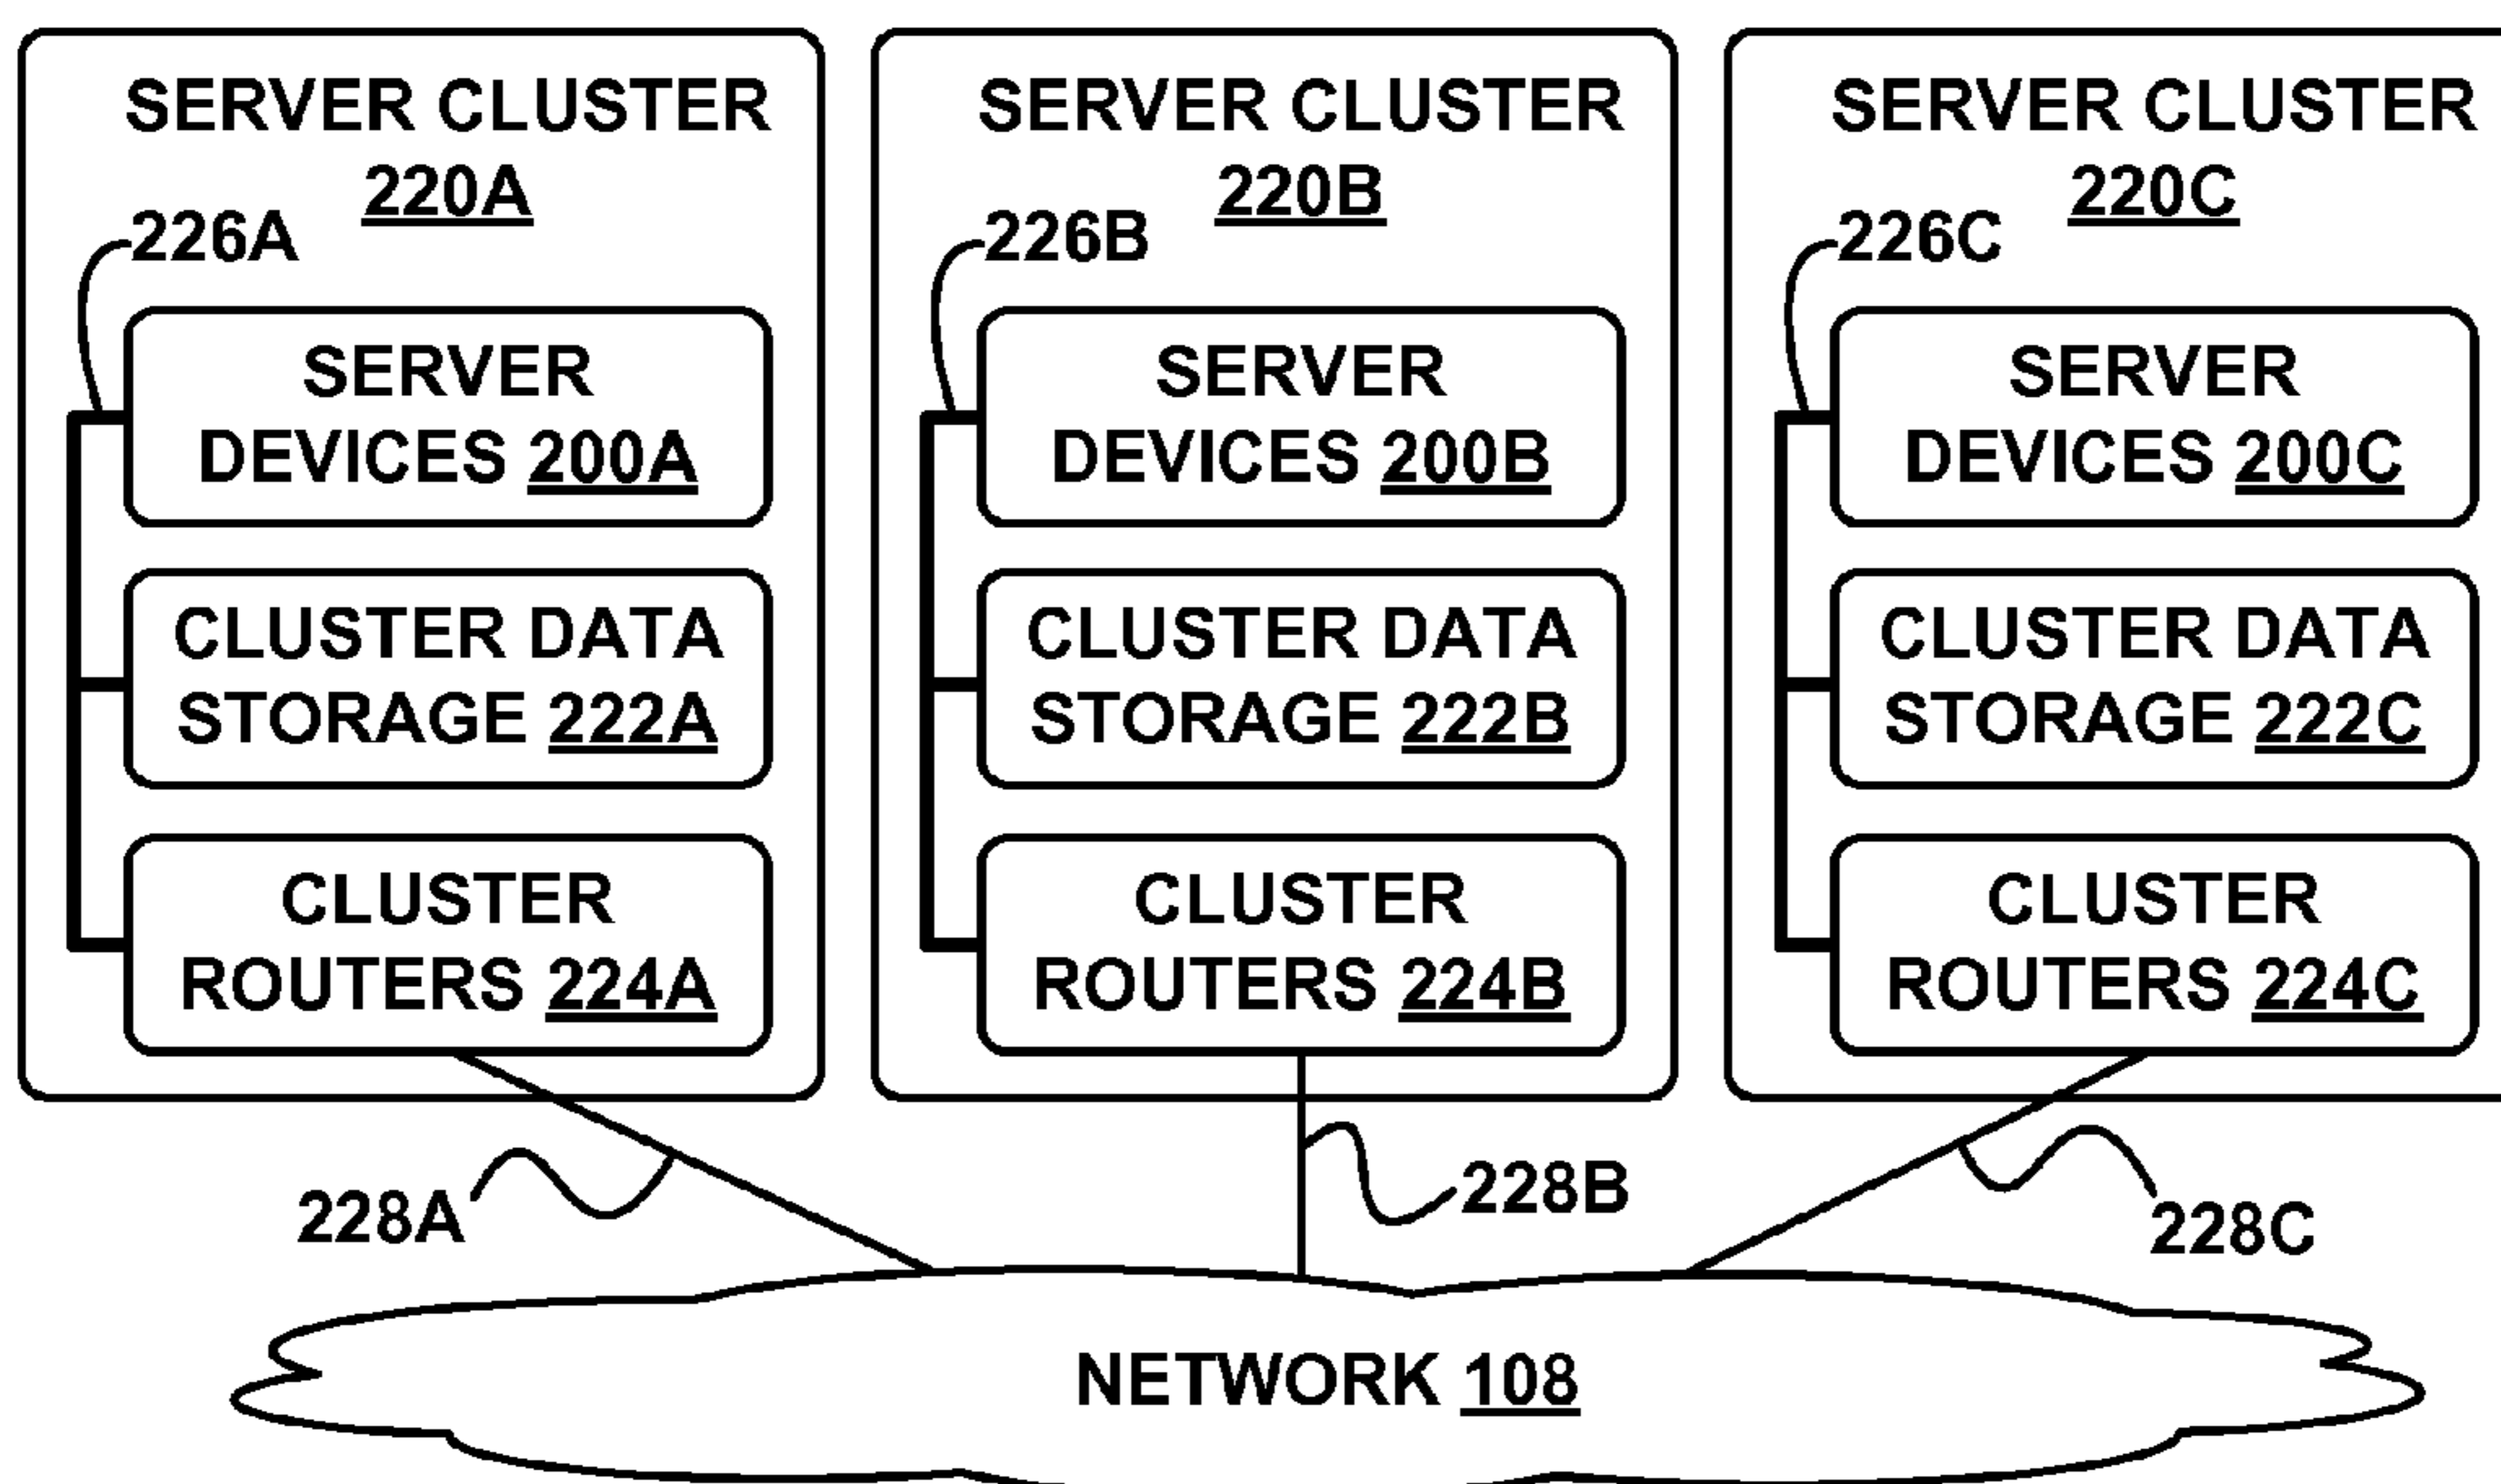 SERVER CLUSTER
220A
226A
SERVER
DEVICES 200A
CLUSTER DATA
STORAGE 222A
CLUSTER
ROUTERS 224A
SERVER CLUSTER
220B
226B
SERVER
DEVICES 200B
CLUSTER DATA
STORAGE 222B
CLUSTER
ROUTERS 224B
SERVER CLUSTER
220C
226C
SERVER
DEVICES 200C
CLUSTER DATA
STORAGE 222C
CLUSTER
ROUTERS 224C
228A
228B
228C
NETWORK 108